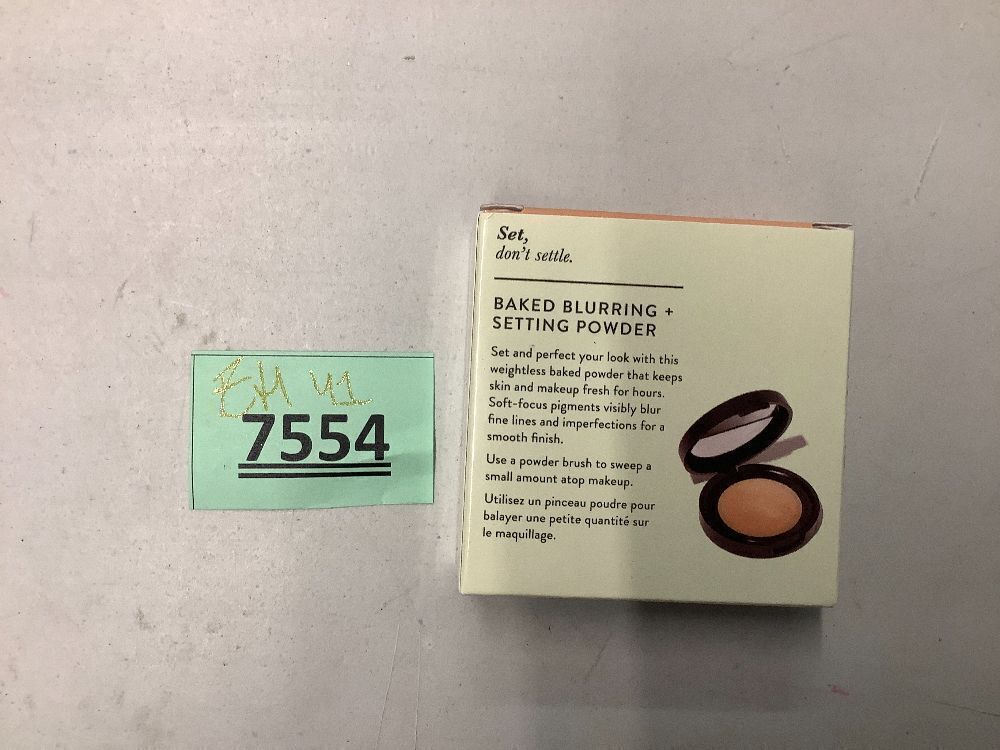 EH 41
7554
Set,
don't settle.
BAKED BLURRING +
SETTING POWDER
Set and perfect your look with this
weightless baked powder that keeps
skin and makeup fresh for hours.
Soft-focus pigments visibly blur
fine lines and imperfections for a
smooth finish.
Use a powder brush to sweep a
small amount atop makeup.
Utilisez un pinceau poudre pour
balayer une petite quantité sur
le maquillage.